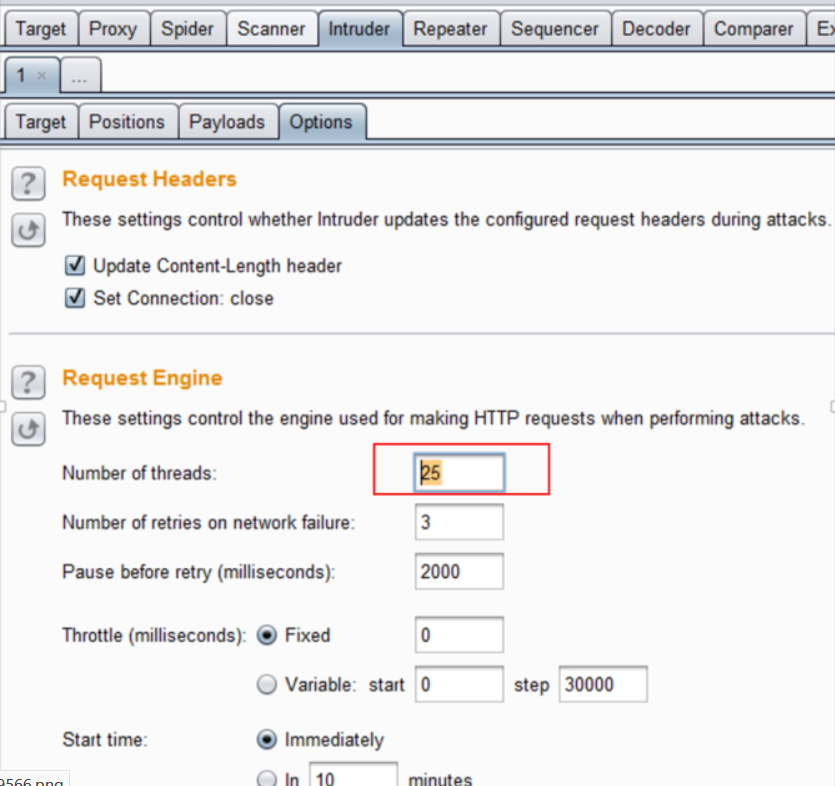 Target Proxy Spider Scanner Intruder Repeater Sequencer Decoder Comparer Ex
1 × ...
Target Positions Payloads Options
? Request Headers
These settings control whether Intruder updates the configured request headers during attacks.
Update Content-Length header
Set Connection: close
? Request Engine
These settings control the engine used for making HTTP requests when performing attacks.
Number of threads: 25
Number of retries on network failure: 3
Pause before retry (milliseconds): 2000
Throttle (milliseconds): Fixed 0
Variable: start 0 step 30000
Start time: Immediately
In 10 minutes
9566.png